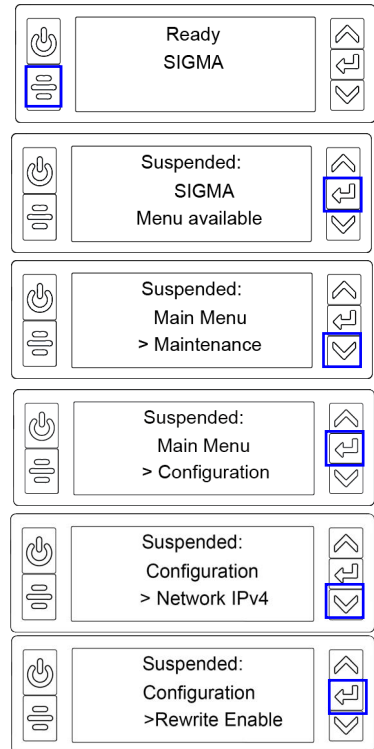 Ready
SIGMA
Suspended:
SIGMA
Menu available
Suspended:
Main Menu
> Maintenance
Suspended:
Main Menu
> Configuration
Suspended:
Configuration
> Network IPv4
Suspended:
Configuration
>Rewrite Enable